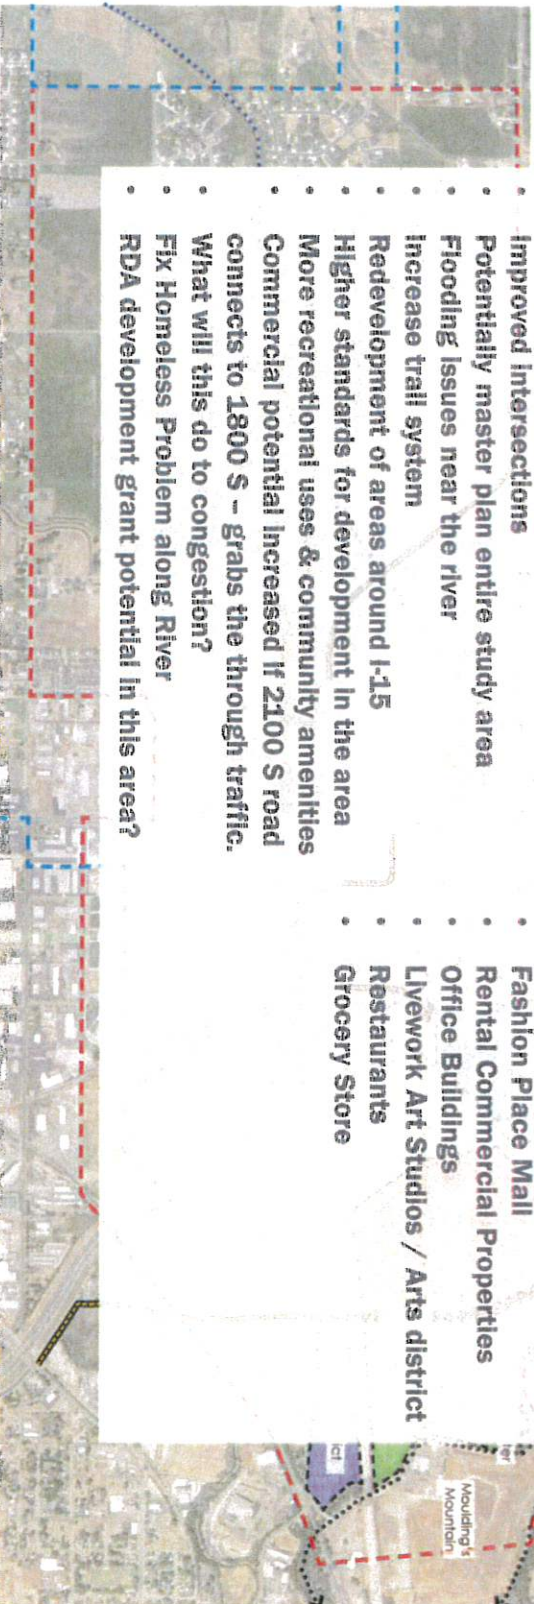 Improved intersections
• Potentially master plan entire study area
• Flooding issues near the river
• Increase trail system
• Redevelopment of areas around I-15
• Higher standards for development in the area
• More recreational uses & community amenities
• Commercial potential increased if 2100 S road
connects to 1800 S – grabs the through traffic.
• What will this do to congestion?
• Fix Homeless Problem along River
• RDA development grant potential in this area?
• Fashion Place Mall
• Rental Commercial Properties
• Office Buildings
• Livework Art Studios / Arts district
• Restaurants
• Grocery Store
ter
ict
Moulding's
Mountain